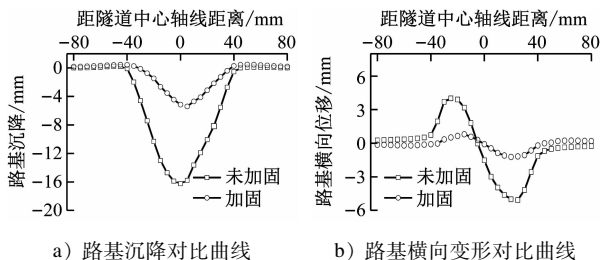 距隧道中心轴线距离/mm
-80 -40 0 40 80
0
-4
-8
-12
-16
-20
路基沉降/mm
未加固
加固
a) 路基沉降对比曲线
距隧道中心轴线距离/mm
-80 -40 0 40 80
6
3
0
-3
-6
路基横向位移/mm
未加固
加固
b) 路基横向变形对比曲线